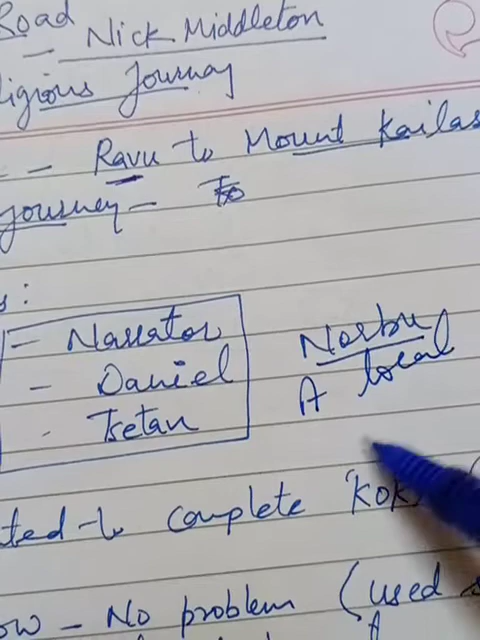 Road
- Nick Middleton
ligious Journey
- - Ravu to Mount Kailas
journey - to
s :
- Narrator
- Daniel
- Tsetan
Norbu
A local
ted - to complete 'kok
ow - No problem (used s